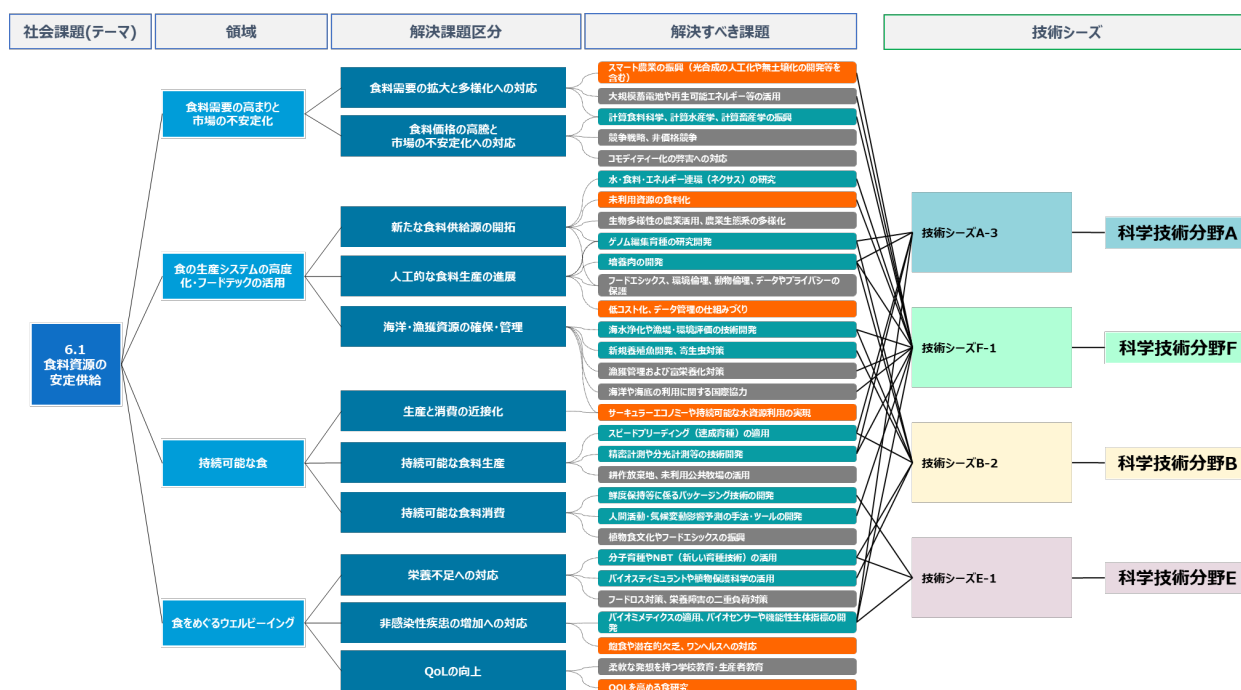 社会課題(テーマ)
領域
解決課題区分
解決すべき課題
技術シーズ
6.1
食料資源の
安定供給
食料需要の高まりと
市場の不安定化
食の生産システムの高度
化・フードテックの活用
持続可能な食
食をめぐるウェルビーイング
食料需要の拡大と多様化への対応
食料価格の高騰と
市場の不安定化への対応
新たな食料供給源の開拓
人工的な食料生産の進展
海洋・漁獲資源の確保・管理
生産と消費の近接化
持続可能な食料生産
持続可能な食料消費
栄養不足への対応
非感染性疾患の増加への対応
QoLの向上
スマート農業の振興（光合成の人工化や無土壌化の開発等を
含む）
大規模蓄電池や再生可能エネルギー等の活用
計算食料科学、計算水産学、計算畜産学の振興
競争戦略、非価格競争
コモディティー化の弊害への対応
水・食料・エネルギー連環（ネクサス）の研究
未利用資源の食料化
生物多様性の農業活用、農業生態系の多様化
ゲノム編集育種の研究開発
培養肉の開発
フードエシックス、環境倫理、動物倫理、データやプライバシーの
保護
低コスト化、データ管理の仕組みづくり
海水浄化や漁場・環境評価の技術開発
新規養殖魚開発、寄生虫対策
漁獲管理および富栄養化対策
海洋や海底の利用に関する国際協力
サーキュラーエコノミーや持続可能な水資源利用の実現
スピードブリーディング（速成育種）の適用
精密計測や分光計測等の技術開発
耕作放棄地、未利用公共牧場の活用
鮮度保持等に係るパッケージング技術の開発
人間活動・気候変動影響予測の手法・ツールの開発
植物食文化やフードエシックスの振興
分子育種やNBT（新しい育種技術）の活用
バイオスティミュラントや植物保護科学の活用
フードロス対策、栄養障害の二重負荷対策
バイオミメティクスの適用、バイオセンサーや機能性生体指標の開
発
飽食や潜在的欠乏、ワンヘルスへの対応
柔軟な発想を持つ学校教育・生産者教育
QOLを高める食研究
技術シーズA-3
技術シーズF-1
技術シーズB-2
技術シーズE-1
科学技術分野A
科学技術分野F
科学技術分野B
科学技術分野E